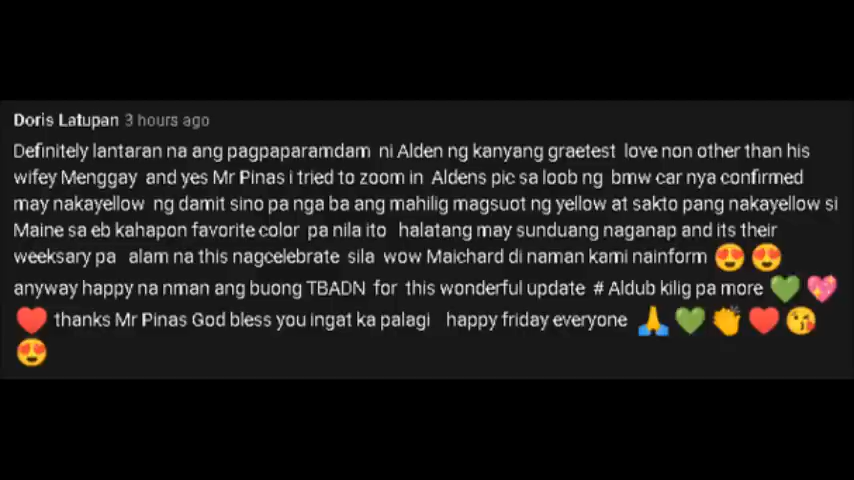 Doris Latupan 3 hours ago
Definitely lantaran na ang pagpaparamdam ni Alden ng kanyang graetest love non other than his
wifey Menggay and yes Mr Pinas i tried to zoom in Aldens pic sa loob ng bmw car nya confirmed
may nakayellow ng damit sino pa nga ba ang mahilig magsuot ng yellow at sakto pang nakayellow si
Maine sa eb kahapon favorite color pa nila ito halatang may sunduang naganap and its their
weeksary pa alam na this nagcelebrate sila wow Maichard di naman kami nainform 😍 😍
anyway happy na nman ang buong TBADN for this wonderful update # Aldub kilig pa more 💚 💖
❤️ thanks Mr Pinas God bless you ingat ka palagi happy friday everyone 🙏 💚 👏 ❤️ 😘
😍